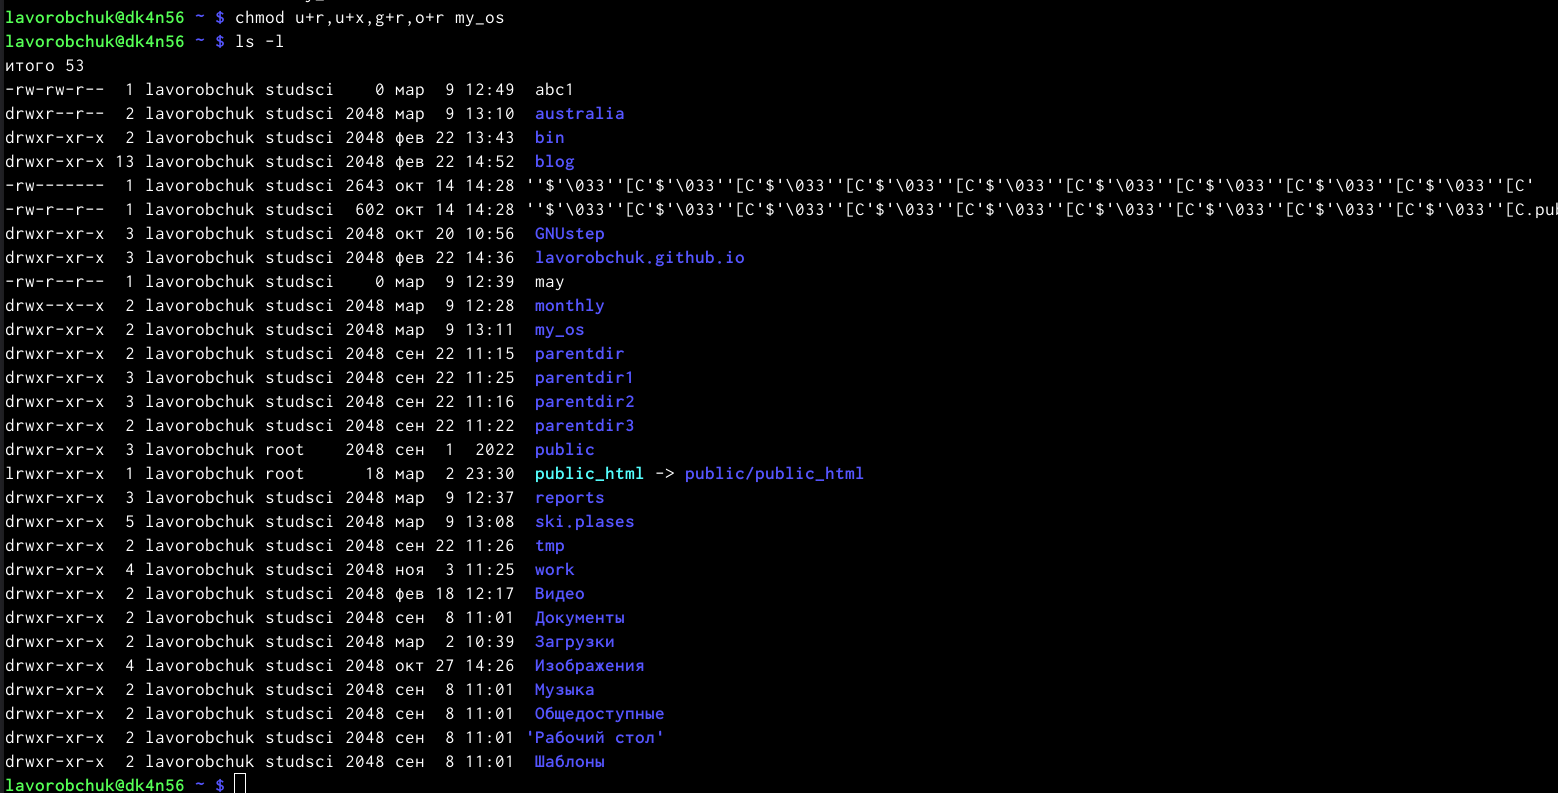 lavorobchuk@dk4n56 ~ $ chmod u+r,u+x,g+r,o+r my_os
lavorobchuk@dk4n56 ~ $ ls -l
итого 53
-rw-rw-r--  1 lavorobchuk studsci    0 мар  9 12:49  abc1
drwxr--r--  2 lavorobchuk studsci 2048 мар  9 13:10  australia
drwxr-xr-x  2 lavorobchuk studsci 2048 фев 22 13:43  bin
drwxr-xr-x 13 lavorobchuk studsci 2048 фев 22 14:52  blog
-rw-------  1 lavorobchuk studsci 2643 окт 14 14:28 ''$'\033''[C'$'\033''[C'$'\033''[C'$'\033''[C'$'\033''[C'$'\033''[C'$'\033''[C'$'\033''[C'$'\033''[C'
-rw-r--r--  1 lavorobchuk studsci  602 окт 14 14:28 ''$'\033''[C'$'\033''[C'$'\033''[C'$'\033''[C'$'\033''[C'$'\033''[C'$'\033''[C'$'\033''[C'$'\033''[C.pub
drwxr-xr-x  3 lavorobchuk studsci 2048 окт 20 10:56  GNUstep
drwxr-xr-x  3 lavorobchuk studsci 2048 фев 22 14:36  lavorobchuk.github.io
-rw-r--r--  1 lavorobchuk studsci    0 мар  9 12:39  may
drwx--x--x  2 lavorobchuk studsci 2048 мар  9 12:28  monthly
drwxr-xr-x  2 lavorobchuk studsci 2048 мар  9 13:11  my_os
drwxr-xr-x  2 lavorobchuk studsci 2048 сен 22 11:15  parentdir
drwxr-xr-x  3 lavorobchuk studsci 2048 сен 22 11:25  parentdir1
drwxr-xr-x  3 lavorobchuk studsci 2048 сен 22 11:16  parentdir2
drwxr-xr-x  2 lavorobchuk studsci 2048 сен 22 11:22  parentdir3
drwxr-xr-x  3 lavorobchuk root    2048 сен  1  2022  public
lrwxr-xr-x  1 lavorobchuk root      18 мар  2 23:30  public_html -> public/public_html
drwxr-xr-x  3 lavorobchuk studsci 2048 мар  9 12:37  reports
drwxr-xr-x  5 lavorobchuk studsci 2048 мар  9 13:08  ski.plases
drwxr-xr-x  2 lavorobchuk studsci 2048 сен 22 11:26  tmp
drwxr-xr-x  4 lavorobchuk studsci 2048 ноя  3 11:25  work
drwxr-xr-x  2 lavorobchuk studsci 2048 фев 18 12:17  Видео
drwxr-xr-x  2 lavorobchuk studsci 2048 сен  8 11:01  Документы
drwxr-xr-x  2 lavorobchuk studsci 2048 мар  2 10:39  Загрузки
drwxr-xr-x  4 lavorobchuk studsci 2048 окт 27 14:26  Изображения
drwxr-xr-x  2 lavorobchuk studsci 2048 сен  8 11:01  Музыка
drwxr-xr-x  2 lavorobchuk studsci 2048 сен  8 11:01  Общедоступные
drwxr-xr-x  2 lavorobchuk studsci 2048 сен  8 11:01 'Рабочий стол'
drwxr-xr-x  2 lavorobchuk studsci 2048 сен  8 11:01  Шаблоны
lavorobchuk@dk4n56 ~ $